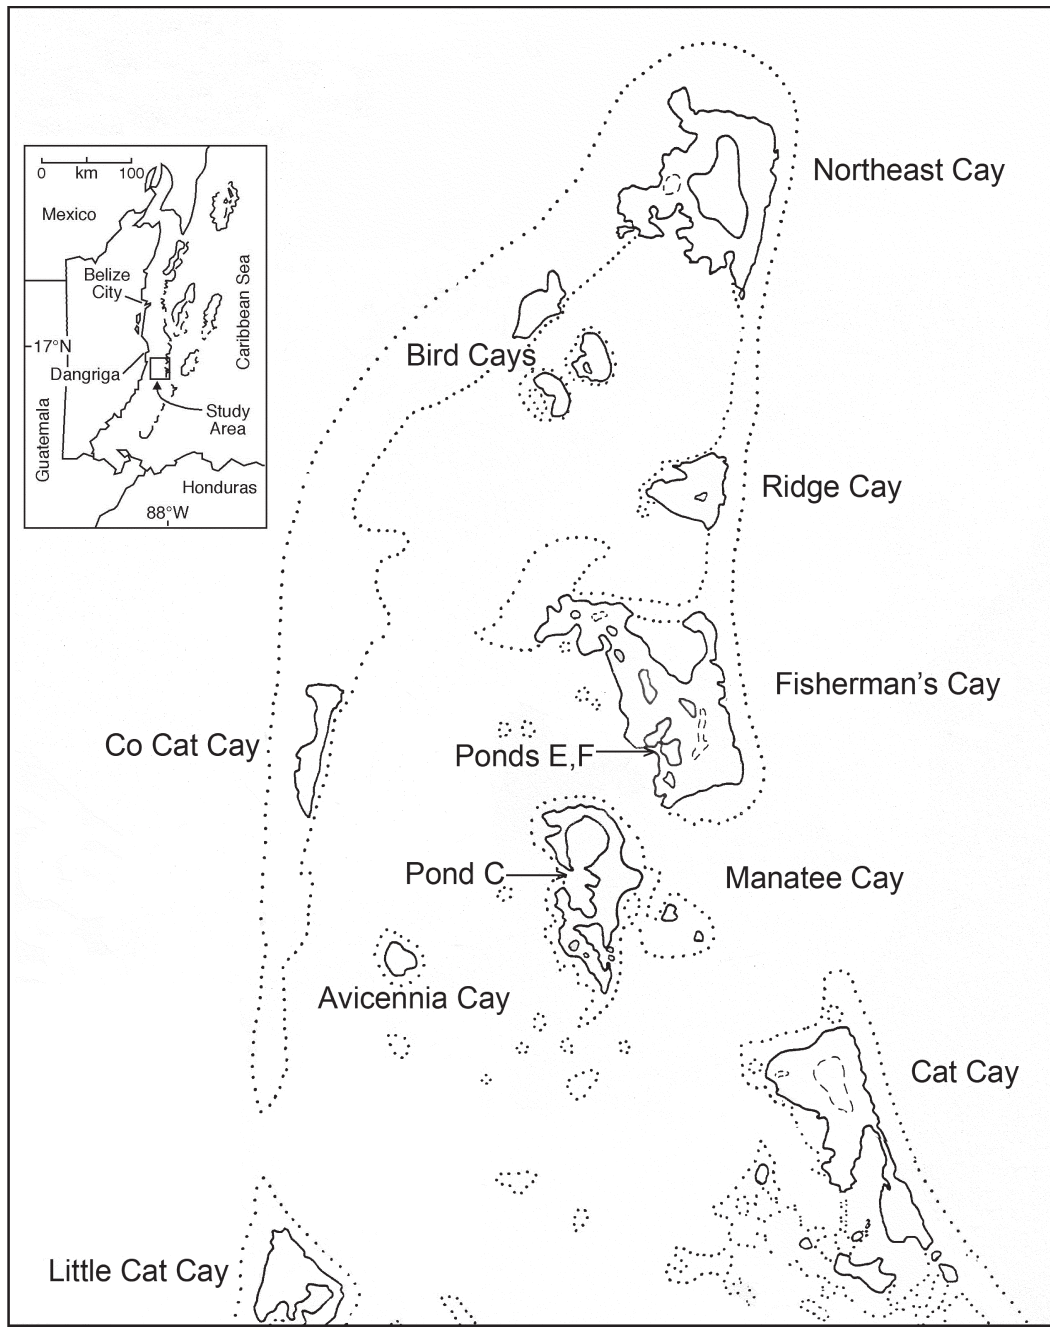 Northeast Cay
0 km 100
Mexico
Belize
City
Caribbean Sea
17°N
Dangriga
Study
Area
Guatemala
Honduras
88°W
Bird Cays
Ridge Cay
Fisherman's Cay
Co Cat Cay
Ponds E,F
Pond C
Manatee Cay
Avicennia Cay
Cat Cay
Little Cat Cay